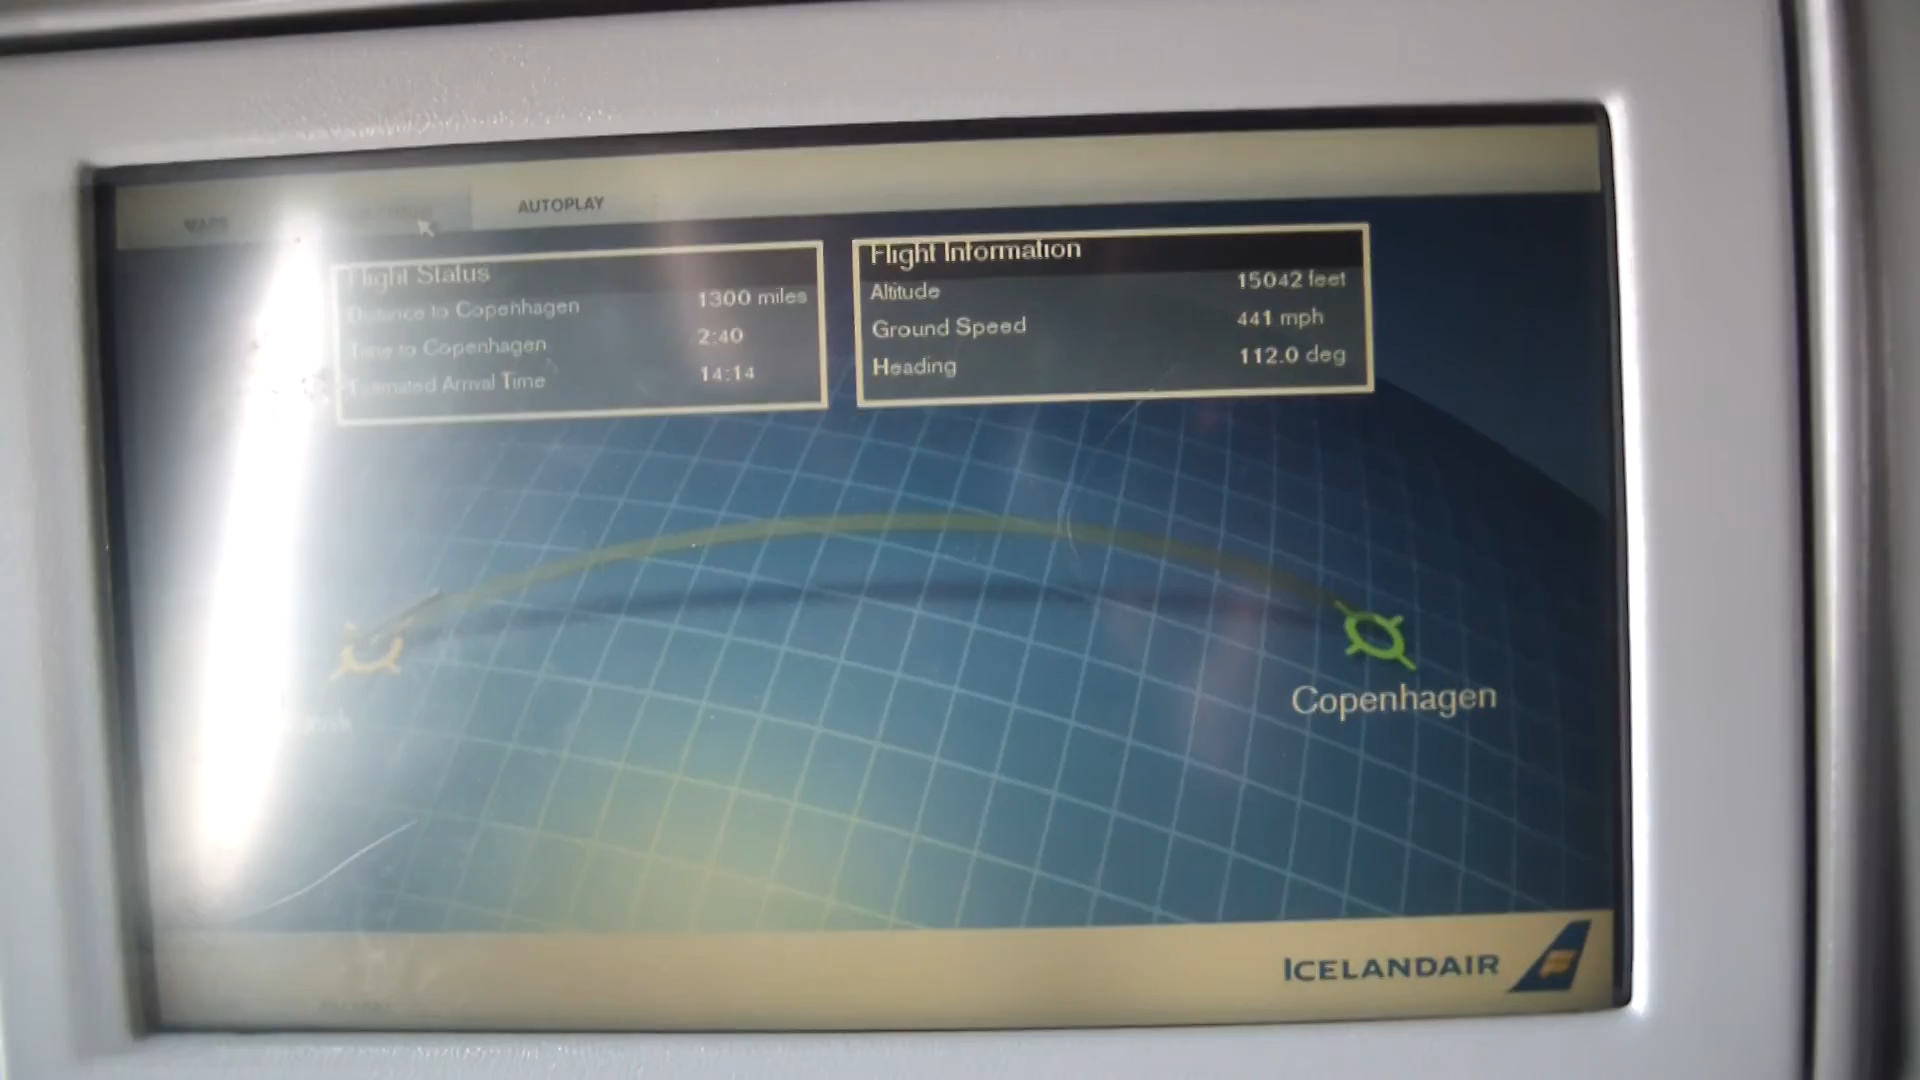 MAPS
AUTOPLAY
Flight Status
Distance to Copenhagen 1300 miles
Time to Copenhagen 2:40
Estimated Arrival Time 14:14
Flight Information
Altitude 15042 feet
Ground Speed 441 mph
Heading 112.0 deg
Copenhagen
ICELANDAIR